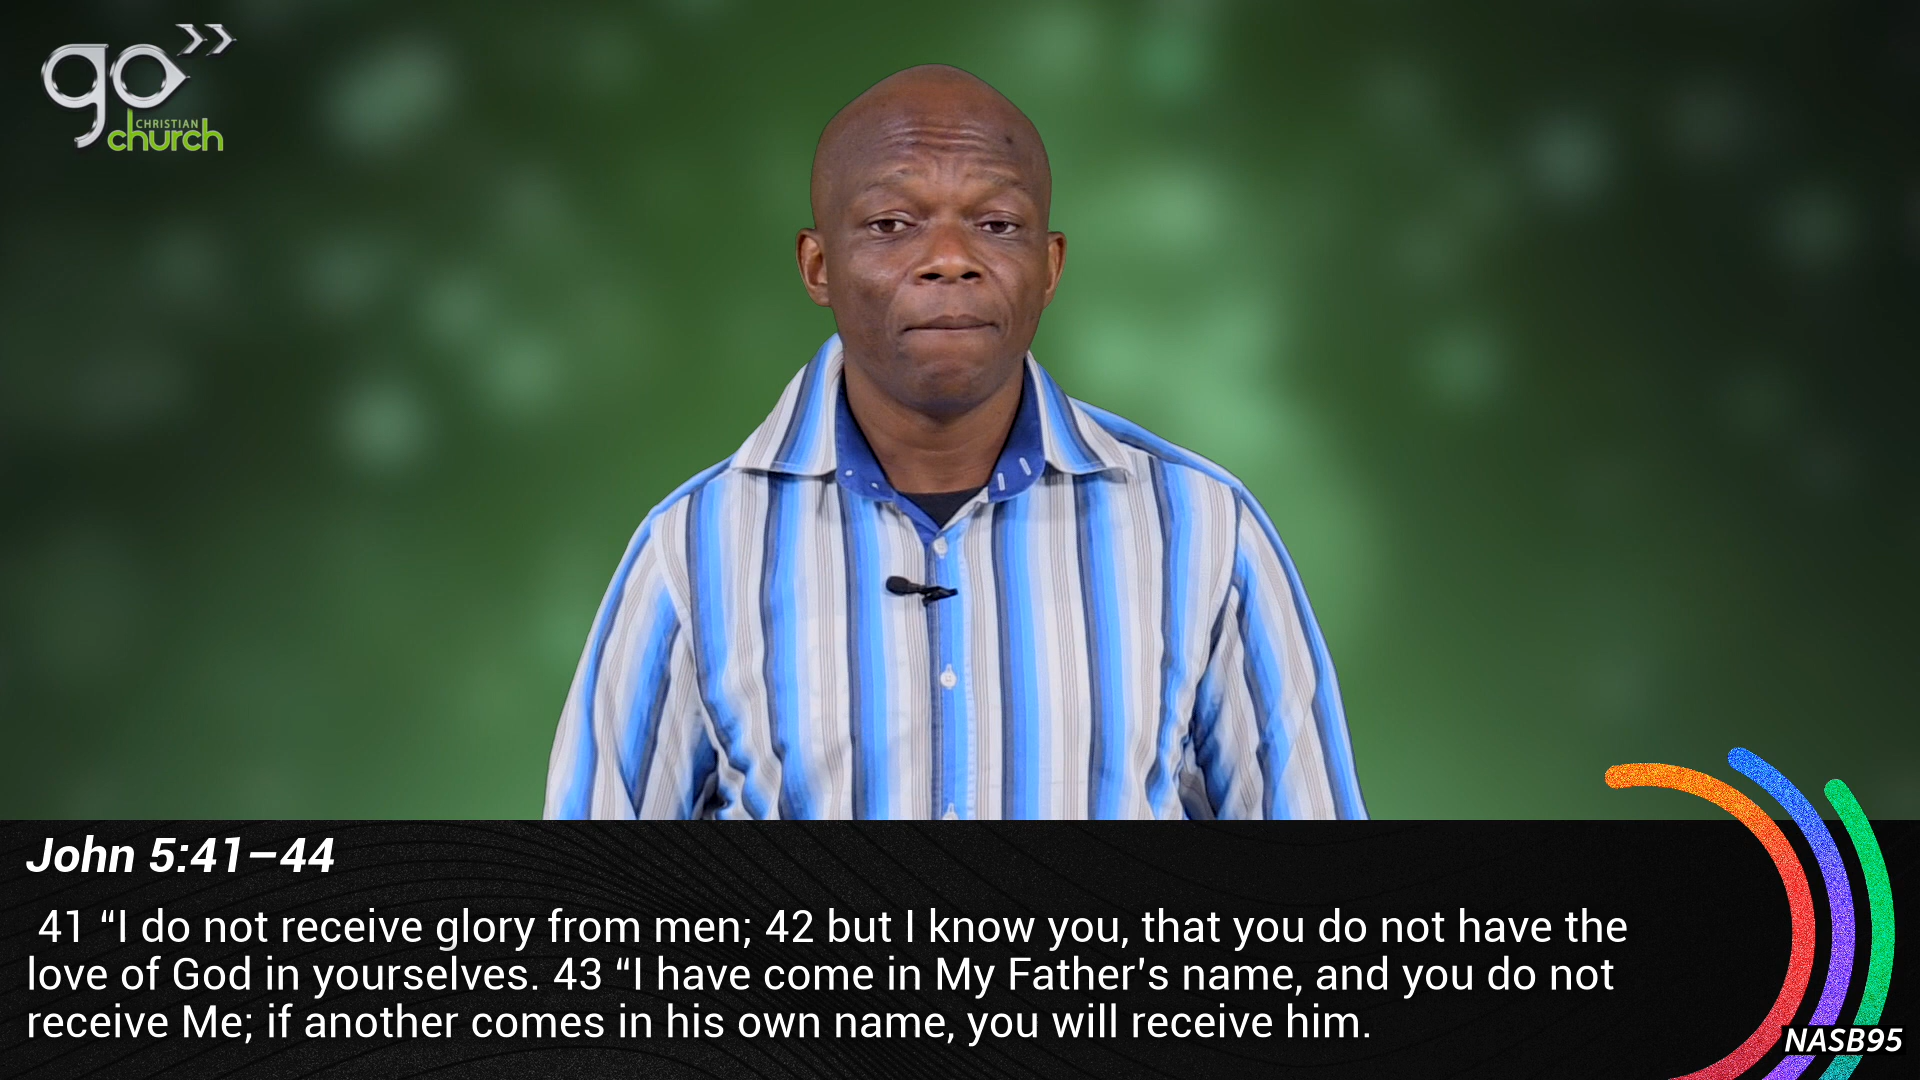 go
CHRISTIAN
church
John 5:41–44
41 “I do not receive glory from men; 42 but I know you, that you do not have the
love of God in yourselves. 43 “I have come in My Father's name, and you do not
receive Me; if another comes in his own name, you will receive him.
NASB95